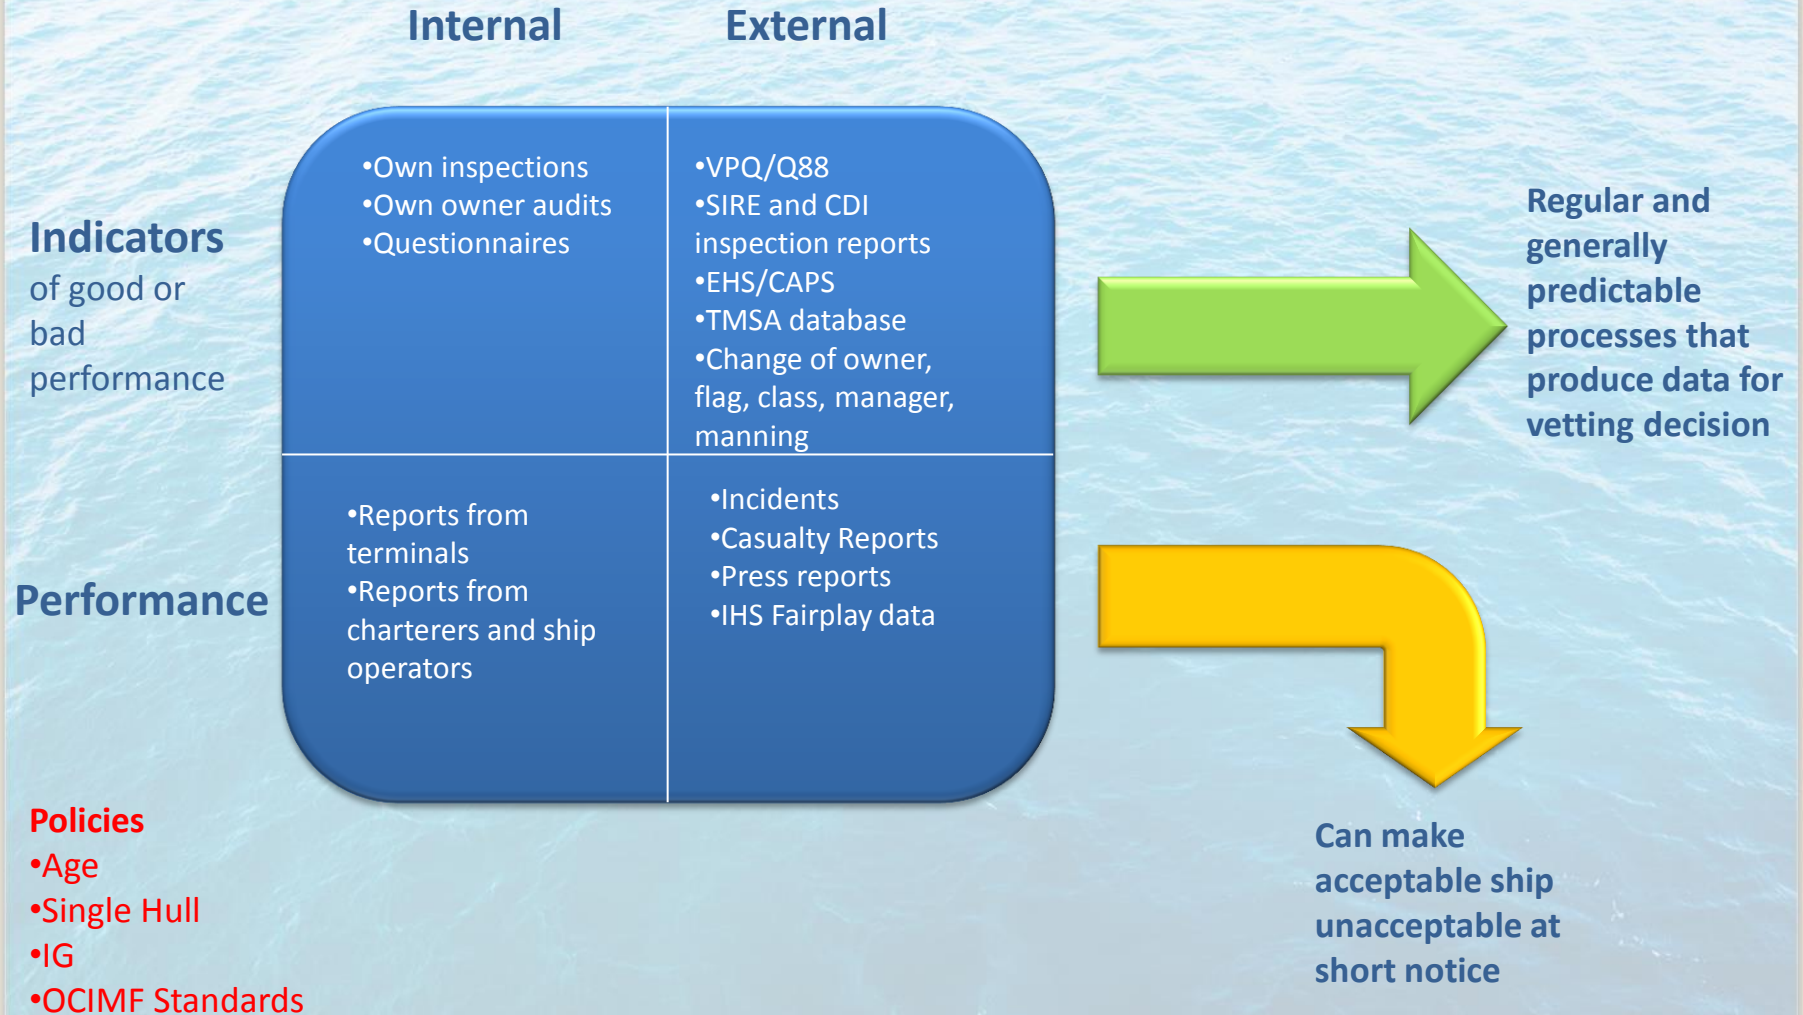 Internal
External
Indicators
of good or
bad
performance
•Own inspections
•Own owner audits
•Questionnaires
•VPQ/Q88
•SIRE and CDI
inspection reports
•EHS/CAPS
•TMSA database
•Change of owner,
flag, class, manager,
manning
Regular and
generally
predictable
processes that
produce data for
vetting decision
Performance
•Reports from
terminals
•Reports from
charterers and ship
operators
•Incidents
•Casualty Reports
•Press reports
•IHS Fairplay data
Can make
acceptable ship
unacceptable at
short notice
Policies
•Age
•Single Hull
•IG
•OCIMF Standards